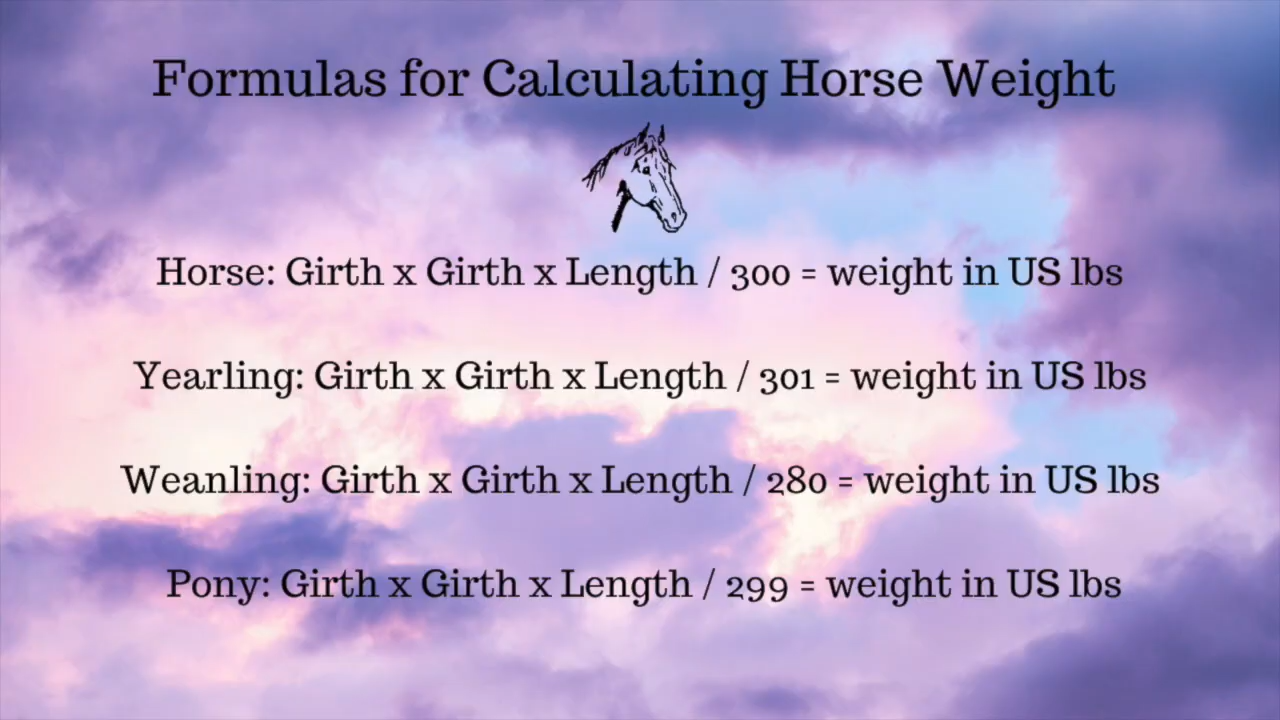 Formulas for Calculating Horse Weight
Horse: Girth x Girth x Length / 300 = weight in US lbs
Yearling: Girth x Girth x Length / 301 = weight in US lbs
Weanling: Girth x Girth x Length / 280 = weight in US lbs
Pony: Girth x Girth x Length / 299 = weight in US lbs